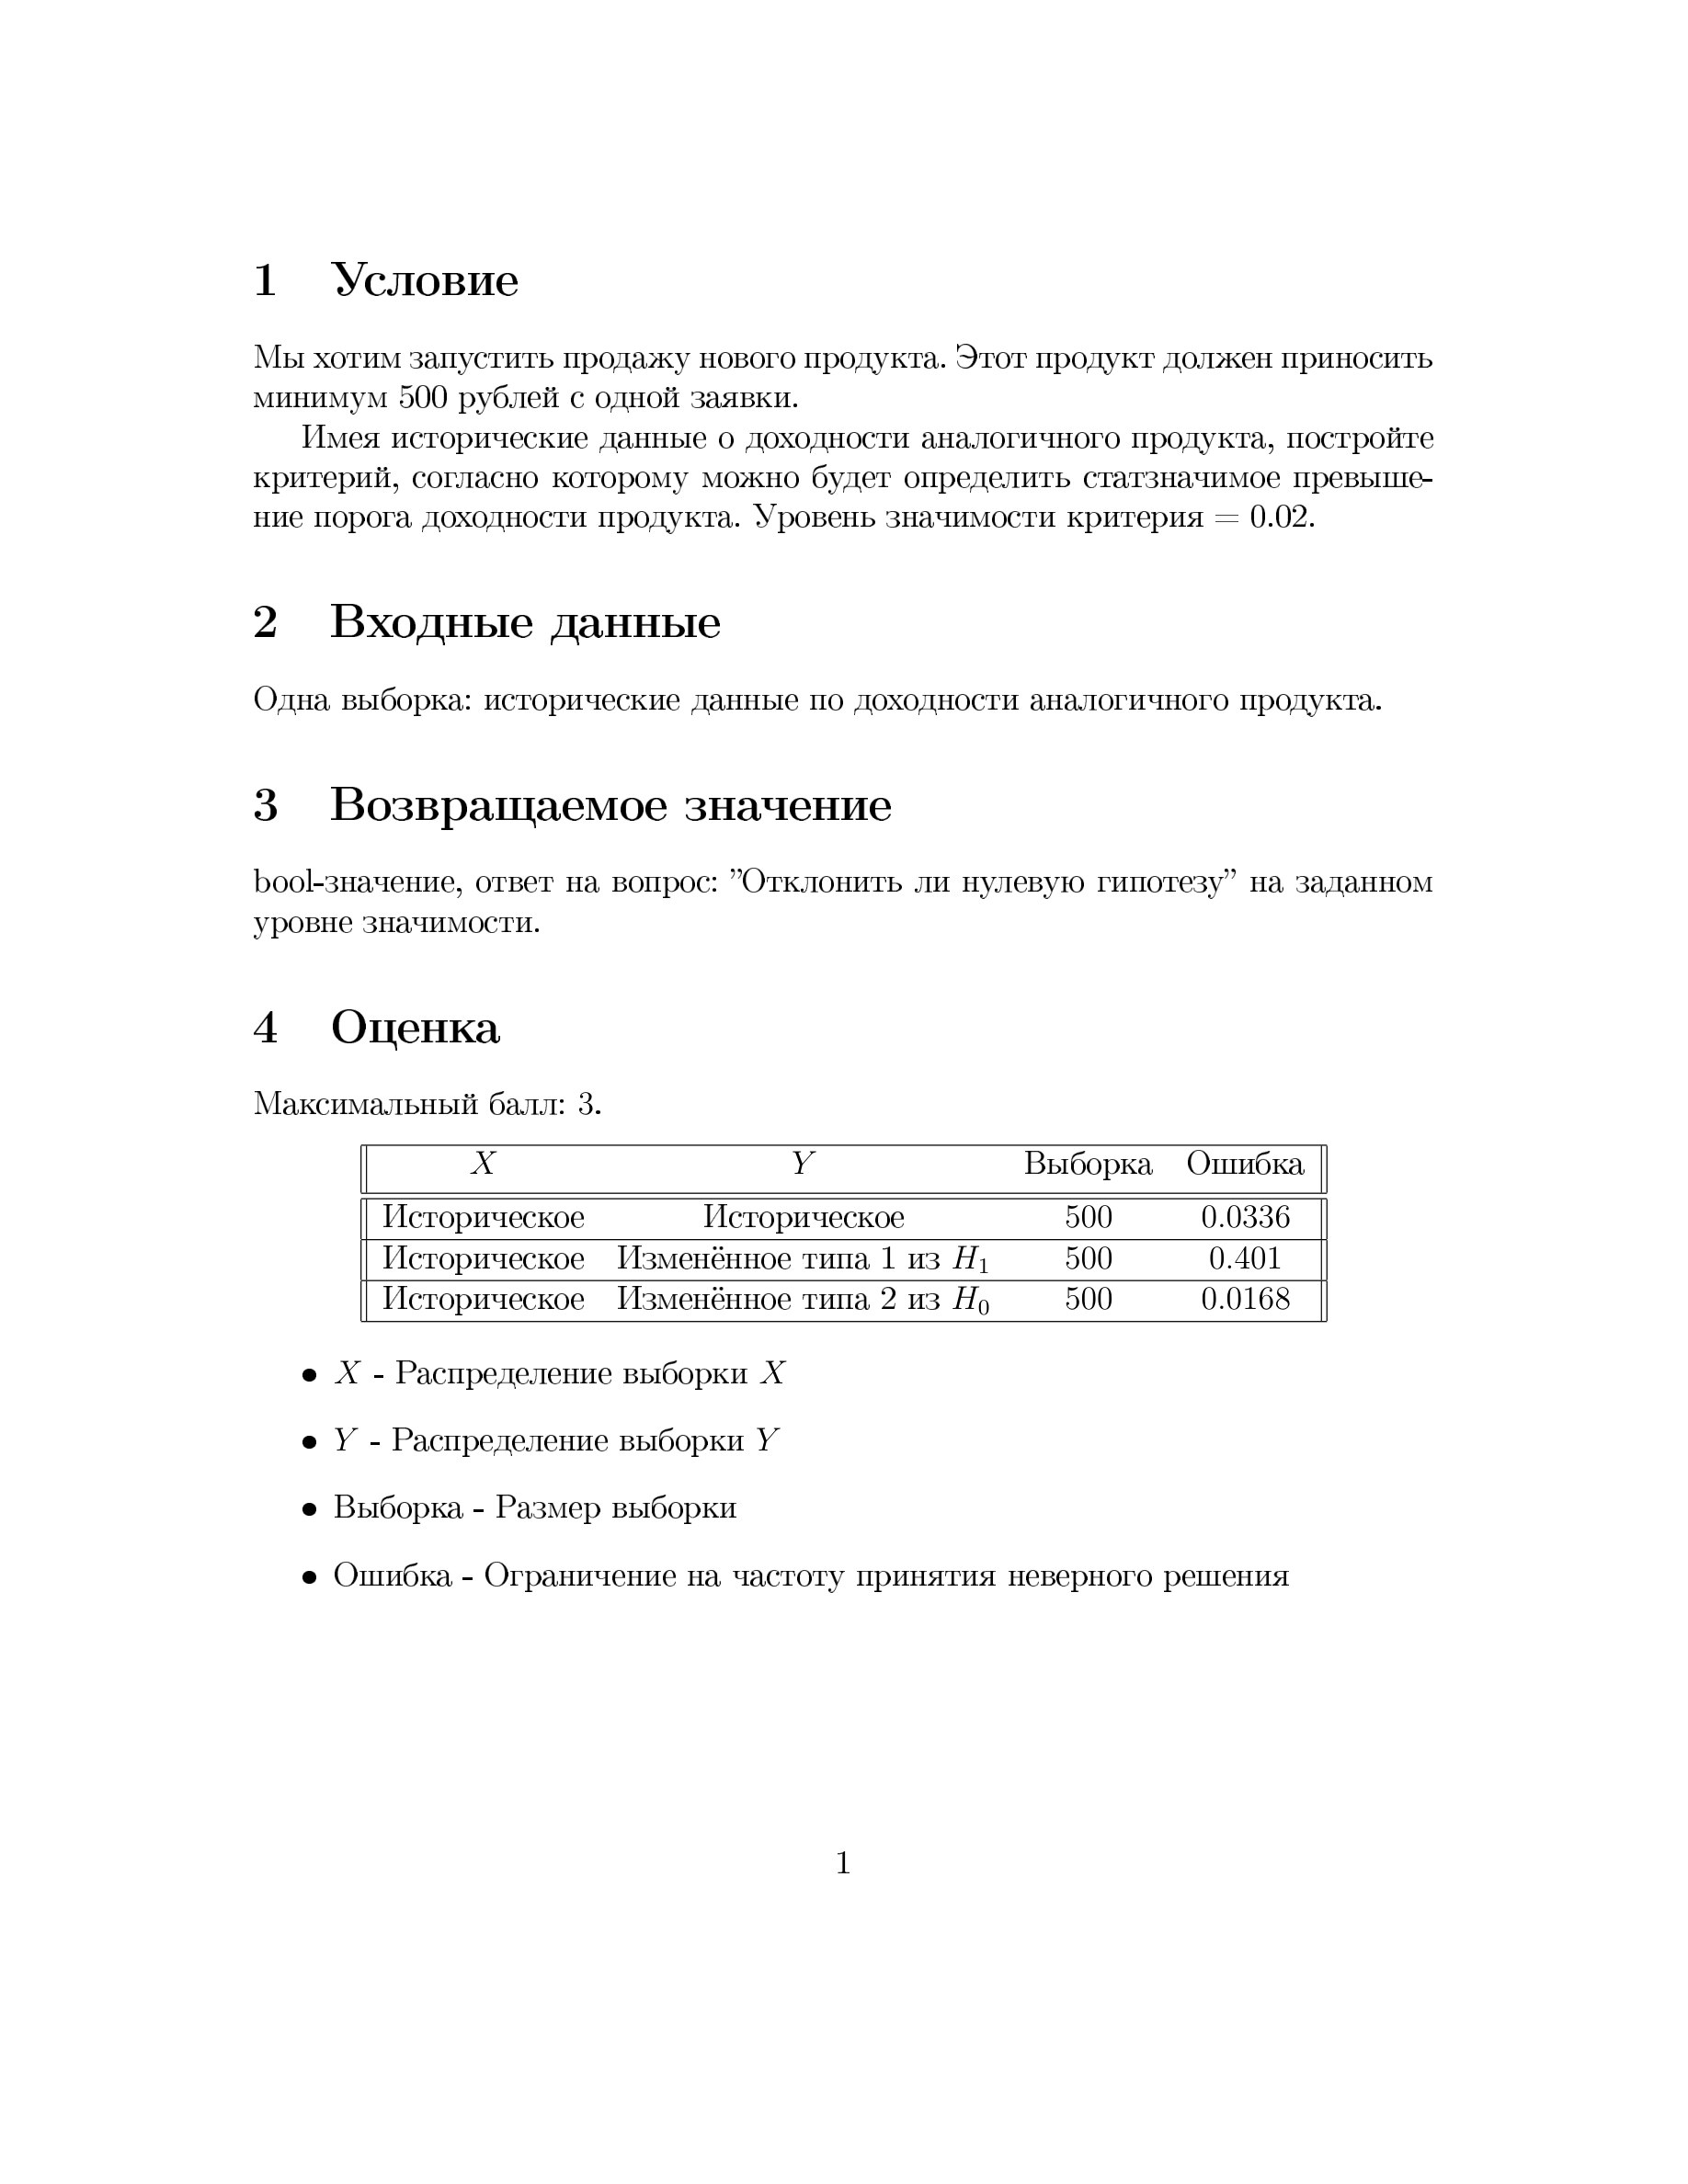 1 Условие
Мы хотим запустить продажу нового продукта. Этот продукт должен приносить
минимум 500 рублей с одной заявки.
Имея исторические данные о доходности аналогичного продукта, постройте
критерий, согласно которому можно будет определить статзначимое превыше-
ние порога доходности продукта. Уровень значимости критерия = 0.02.
2 Входные данные
Одна выборка: исторические данные по доходности аналогичного продукта.
3 Возвращаемое значение
bool-значение, ответ на вопрос: ”Отклонить ли нулевую гипотезу” на заданном
уровне значимости.
4 Оценка
Максимальный балл: 3.
X Y Выборка Ошибка
Историческое Историческое 500 0.0336
Историческое Изменённое типа 1 из H₁ 500 0.401
Историческое Изменённое типа 2 из H₀ 500 0.0168
• X - Распределение выборки X
• Y - Распределение выборки Y
• Выборка - Размер выборки
• Ошибка - Ограничение на частоту принятия неверного решения
1